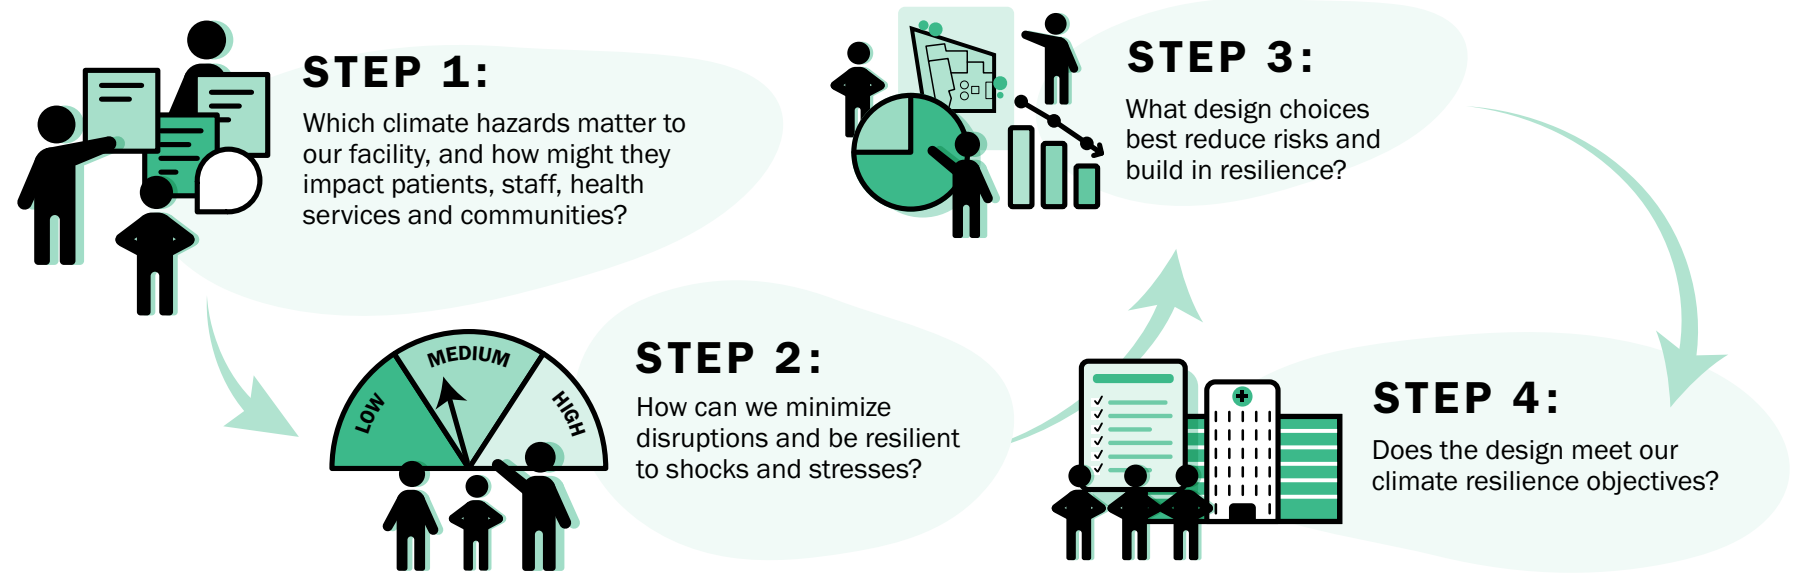 STEP 1:
Which climate hazards matter to
our facility, and how might they
impact patients, staff, health
services and communities?
LOW
MEDIUM
HIGH
STEP 2:
How can we minimize
disruptions and be resilient
to shocks and stresses?
STEP 3:
What design choices
best reduce risks and
build in resilience?
STEP 4:
Does the design meet our
climate resilience objectives?